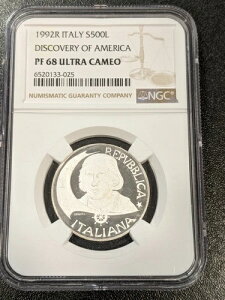 1992R ITALY S500L
DISCOVERY OF AMERICA
PF 68 ULTRA CAMEO
6520133-025
NUMISMATIC GUARANTY COMPANY
NGC
REPVBBLICA
ITALIANA